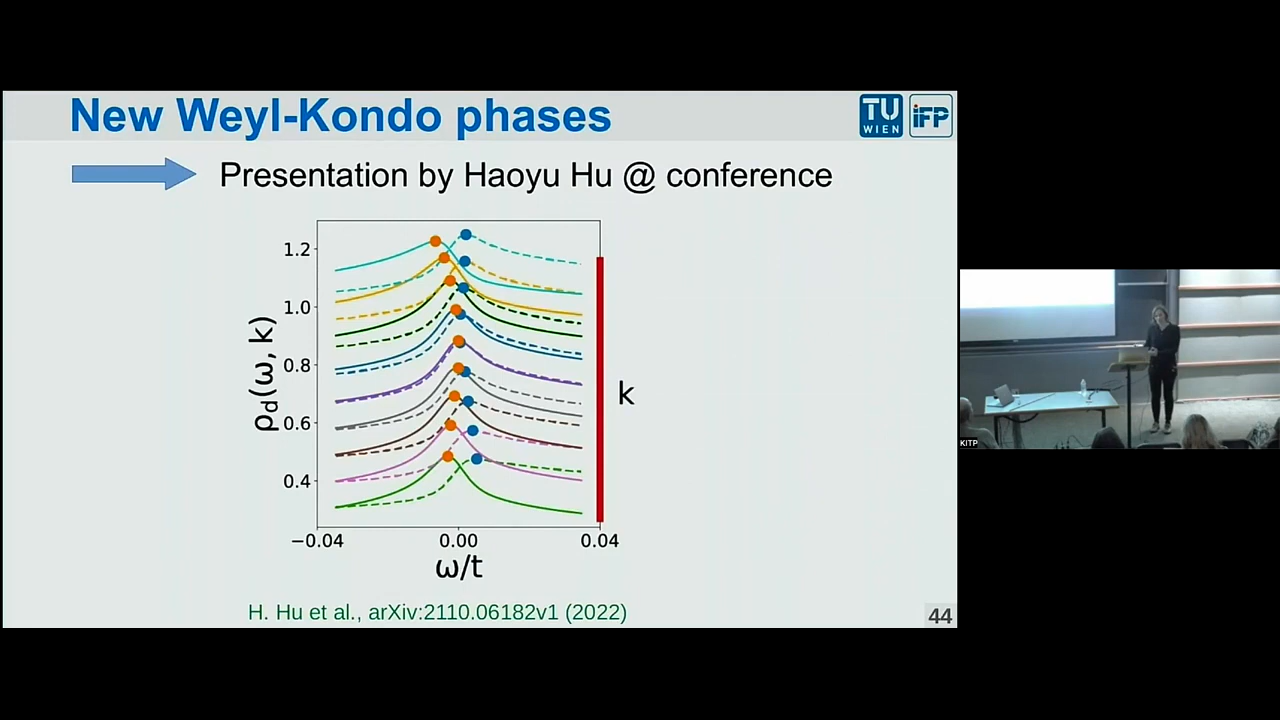 New Weyl-Kondo phases
TU
WIEN
iFP
Presentation by Haoyu Hu @ conference
1.2
1.0
0.8
0.6
0.4
ρd(ω, k)
k
−0.04
0.00
0.04
ω/t
H. Hu et al., arXiv:2110.06182v1 (2022)
44
KITP